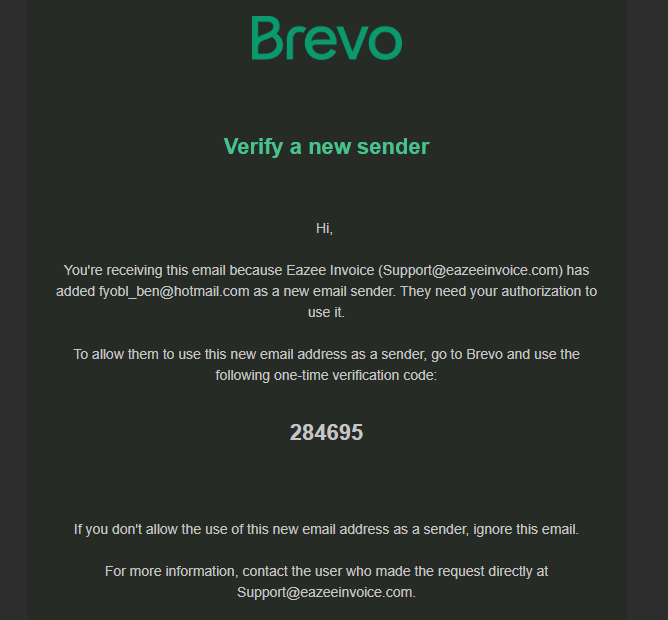 Brevo
Verify a new sender
Hi,
You're receiving this email because Eazee Invoice (Support@eazeeinvoice.com) has
added fyobl_ben@hotmail.com as a new email sender. They need your authorization to
use it.
To allow them to use this new email address as a sender, go to Brevo and use the
following one-time verification code:
284695
If you don't allow the use of this new email address as a sender, ignore this email.
For more information, contact the user who made the request directly at
Support@eazeeinvoice.com.